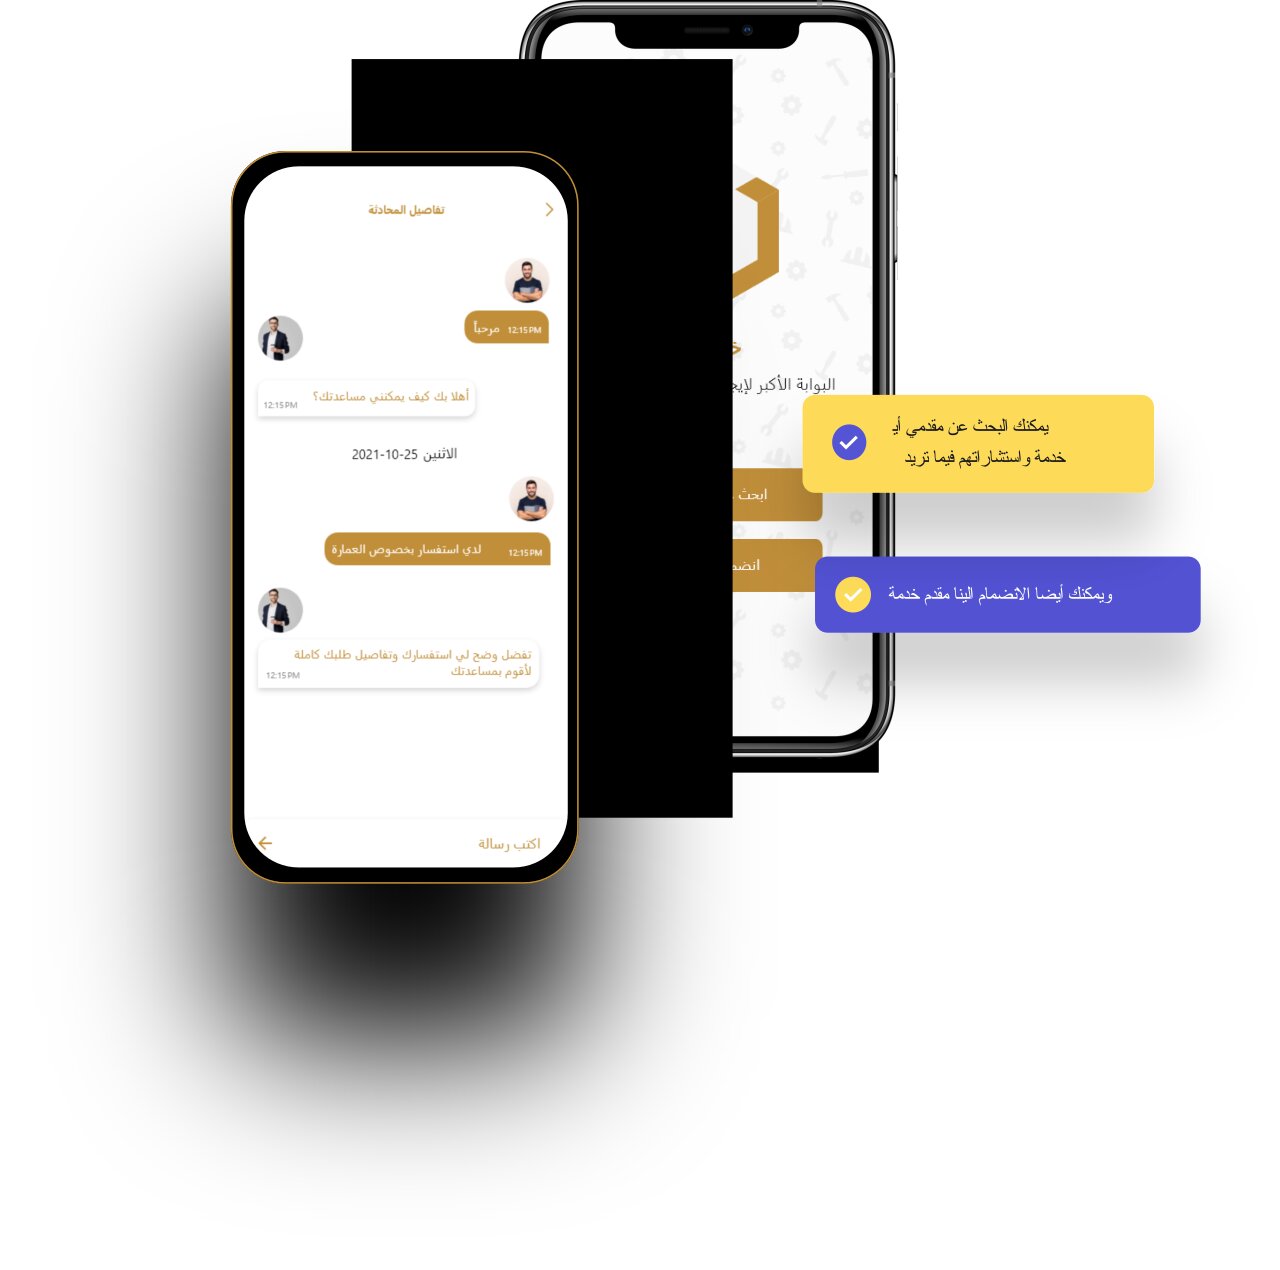 تفاصيل المحادثة
مرحباً 12:15 PM
أهلا بك كيف يمكنني مساعدتك؟
12:15 PM
الاثنين 25-10-2021
لدي استفسار بخصوص العمارة 12:15 PM
تفضل وضح لي استفسارك وتفاصيل طلبك كاملة
لأقوم بمساعدتك
12:15 PM
اكتب رسالة
البوابة الأكبر
ابحث
يمكنك البحث عن مقدمي أي
خدمة واستشاراتهم فيما تريد
ويمكنك أيضا الانضمام الينا مقدم خدمة